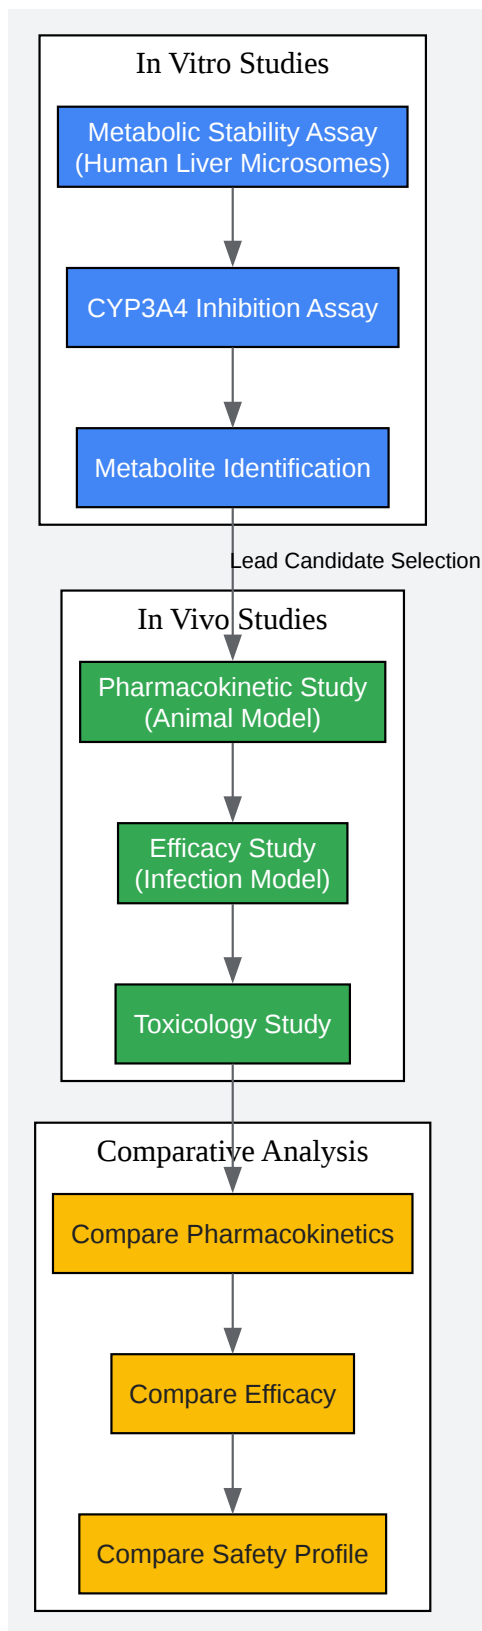 In Vitro Studies
Metabolic Stability Assay
(Human Liver Microsomes)
CYP3A4 Inhibition Assay
Metabolite Identification
Lead Candidate Selection
In Vivo Studies
Pharmacokinetic Study
(Animal Model)
Efficacy Study
(Infection Model)
Toxicology Study
Comparative Analysis
Compare Pharmacokinetics
Compare Efficacy
Compare Safety Profile